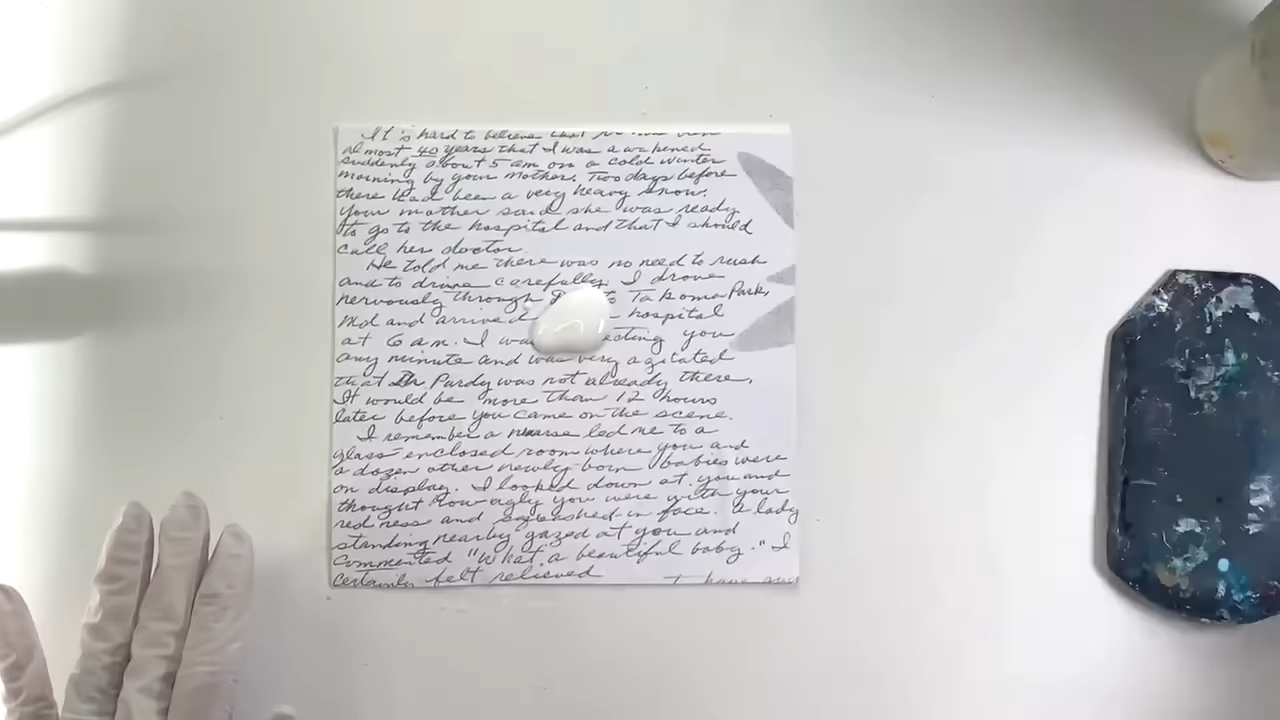 It's hard to believe that
almost 40 years that I was awakened
suddenly about 5 am on a cold winter
morning by your mother. Two days before
there had been a very heavy snow.
Your mother said she was ready
to go to the hospital and that I should
call her doctor.
He told me there was no need to rush
and to drive carefully. I drove
nervously through to Takoma Park,
Md and arrived hospital
at 6 am. I was ecting you
any minute and was very agitated
that Dr. Purdy was not already there.
It would be more than 12 hours
later before you came on the scene.
I remember a nurse led me to a
glass-enclosed room where you and
a dozen other newly-born babies were
on display. I looked down at you and
thought how ugly you were with your
redness and squashed-in face. A lady
standing nearby gazed at you and
commented "What a beautiful baby." I
certainly felt relieved
I have